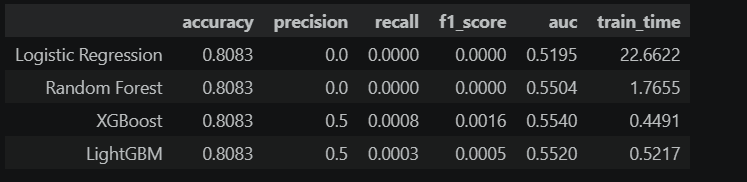 accuracy precision recall f1_score auc train_time
Logistic Regression 0.8083 0.0 0.0000 0.0000 0.5195 22.6622
Random Forest 0.8083 0.0 0.0000 0.0000 0.5504 1.7655
XGBoost 0.8083 0.5 0.0008 0.0016 0.5540 0.4491
LightGBM 0.8083 0.5 0.0003 0.0005 0.5520 0.5217